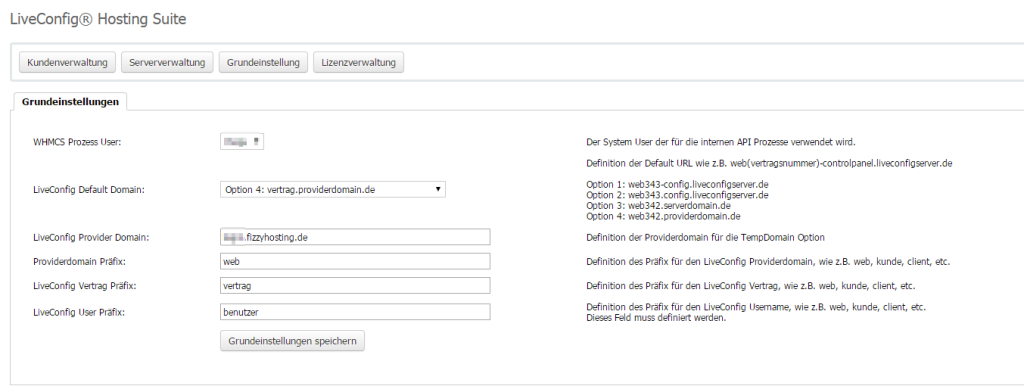 LiveConfig® Hosting Suite
Kundenverwaltung Serververwaltung Grundeinstellung Lizenzverwaltung
Grundeinstellungen
WHMCS Prozess User: Der System User der für die internen API Prozesse verwendet wird.
Definition der Default URL wie z.B. web(vertragsnummer)-controlpanel.liveconfigserver.de
LiveConfig Default Domain: Option 4: vertrag.providerdomain.de
Option 1: web343-config.liveconfigserver.de
Option 2: web343.config.liveconfigserver.de
Option 3: web342.serverdomain.de
Option 4: web342.providerdomain.de
LiveConfig Provider Domain: .fizzyhosting.de Definition der Providerdomain für die TempDomain Option
Providerdomain Präfix: web Definition des Präfix für den LiveConfig Providerdomain, wie z.B. web, kunde, client, etc.
LiveConfig Vertrag Präfix: vertrag Definition des Präfix für den LiveConfig Vertrag, wie z.B. web, kunde, client, etc.
LiveConfig User Präfix: benutzer Definition des Präfix für den LiveConfig Username, wie z.B. web, kunde, client, etc.
Dieses Feld muss definiert werden.
Grundeinstellungen speichern